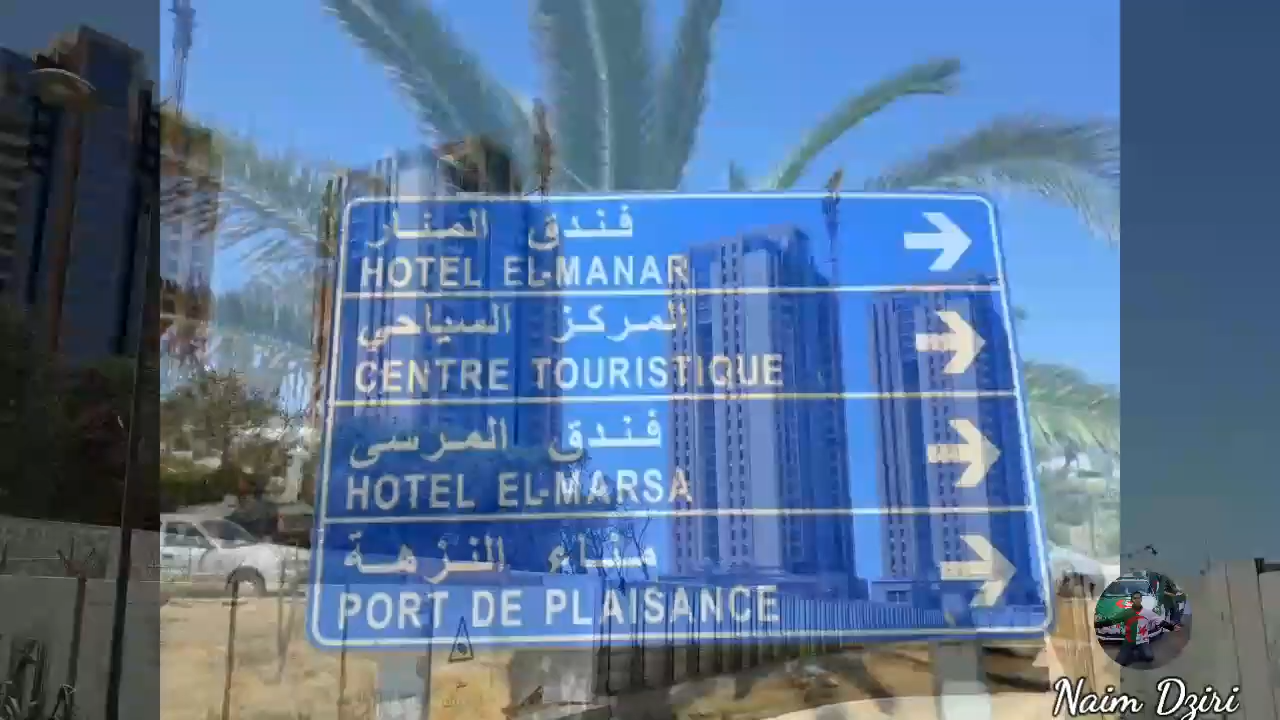 فندق المنار
HOTEL EL-MANAR
المركز السياحي
CENTRE TOURISTIQUE
فندق المرسى
HOTEL EL-MARSA
ميناء النزهة
PORT DE PLAISANCE
Naim Dziri